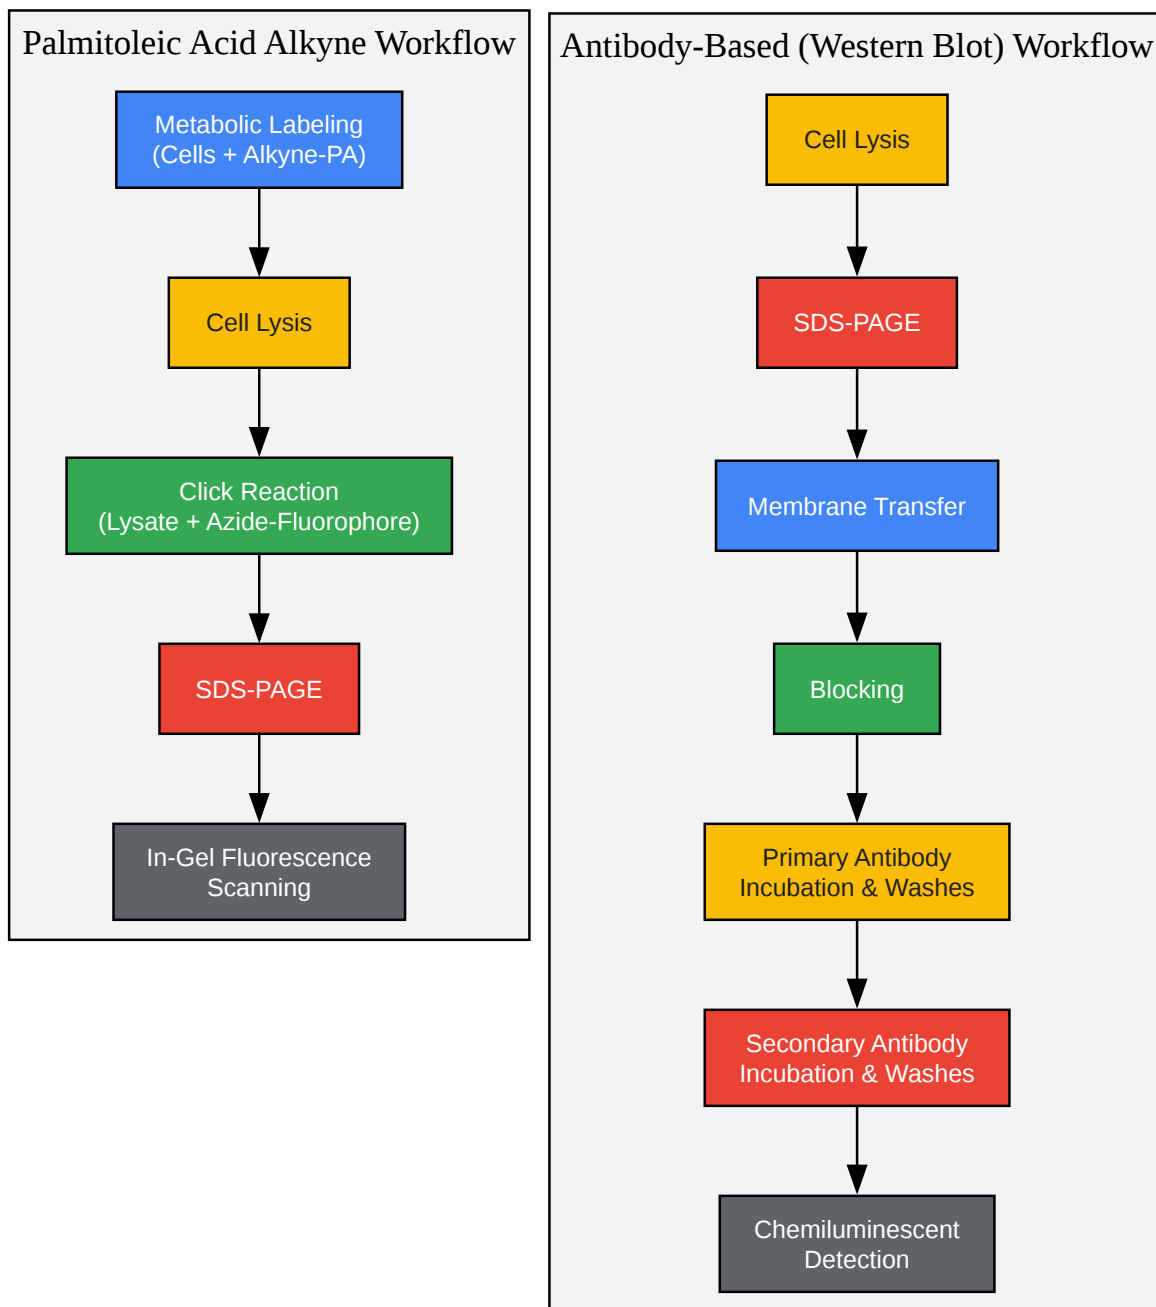 Palmitoleic Acid Alkyne Workflow
Metabolic Labeling
(Cells + Alkyne-PA)
Cell Lysis
Click Reaction
(Lysate + Azide-Fluorophore)
SDS-PAGE
In-Gel Fluorescence
Scanning
Antibody-Based (Western Blot) Workflow
Cell Lysis
SDS-PAGE
Membrane Transfer
Blocking
Primary Antibody
Incubation & Washes
Secondary Antibody
Incubation & Washes
Chemiluminescent
Detection